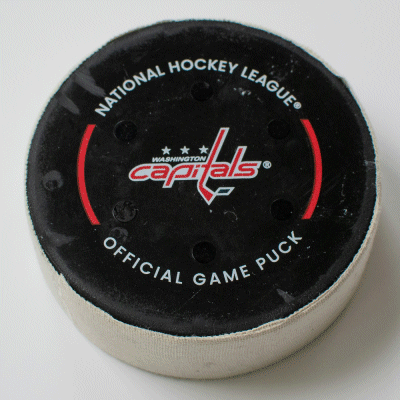 NATIONAL HOCKEY LEAGUE®
WASHINGTON
capitals®
OFFICIAL GAME PUCK